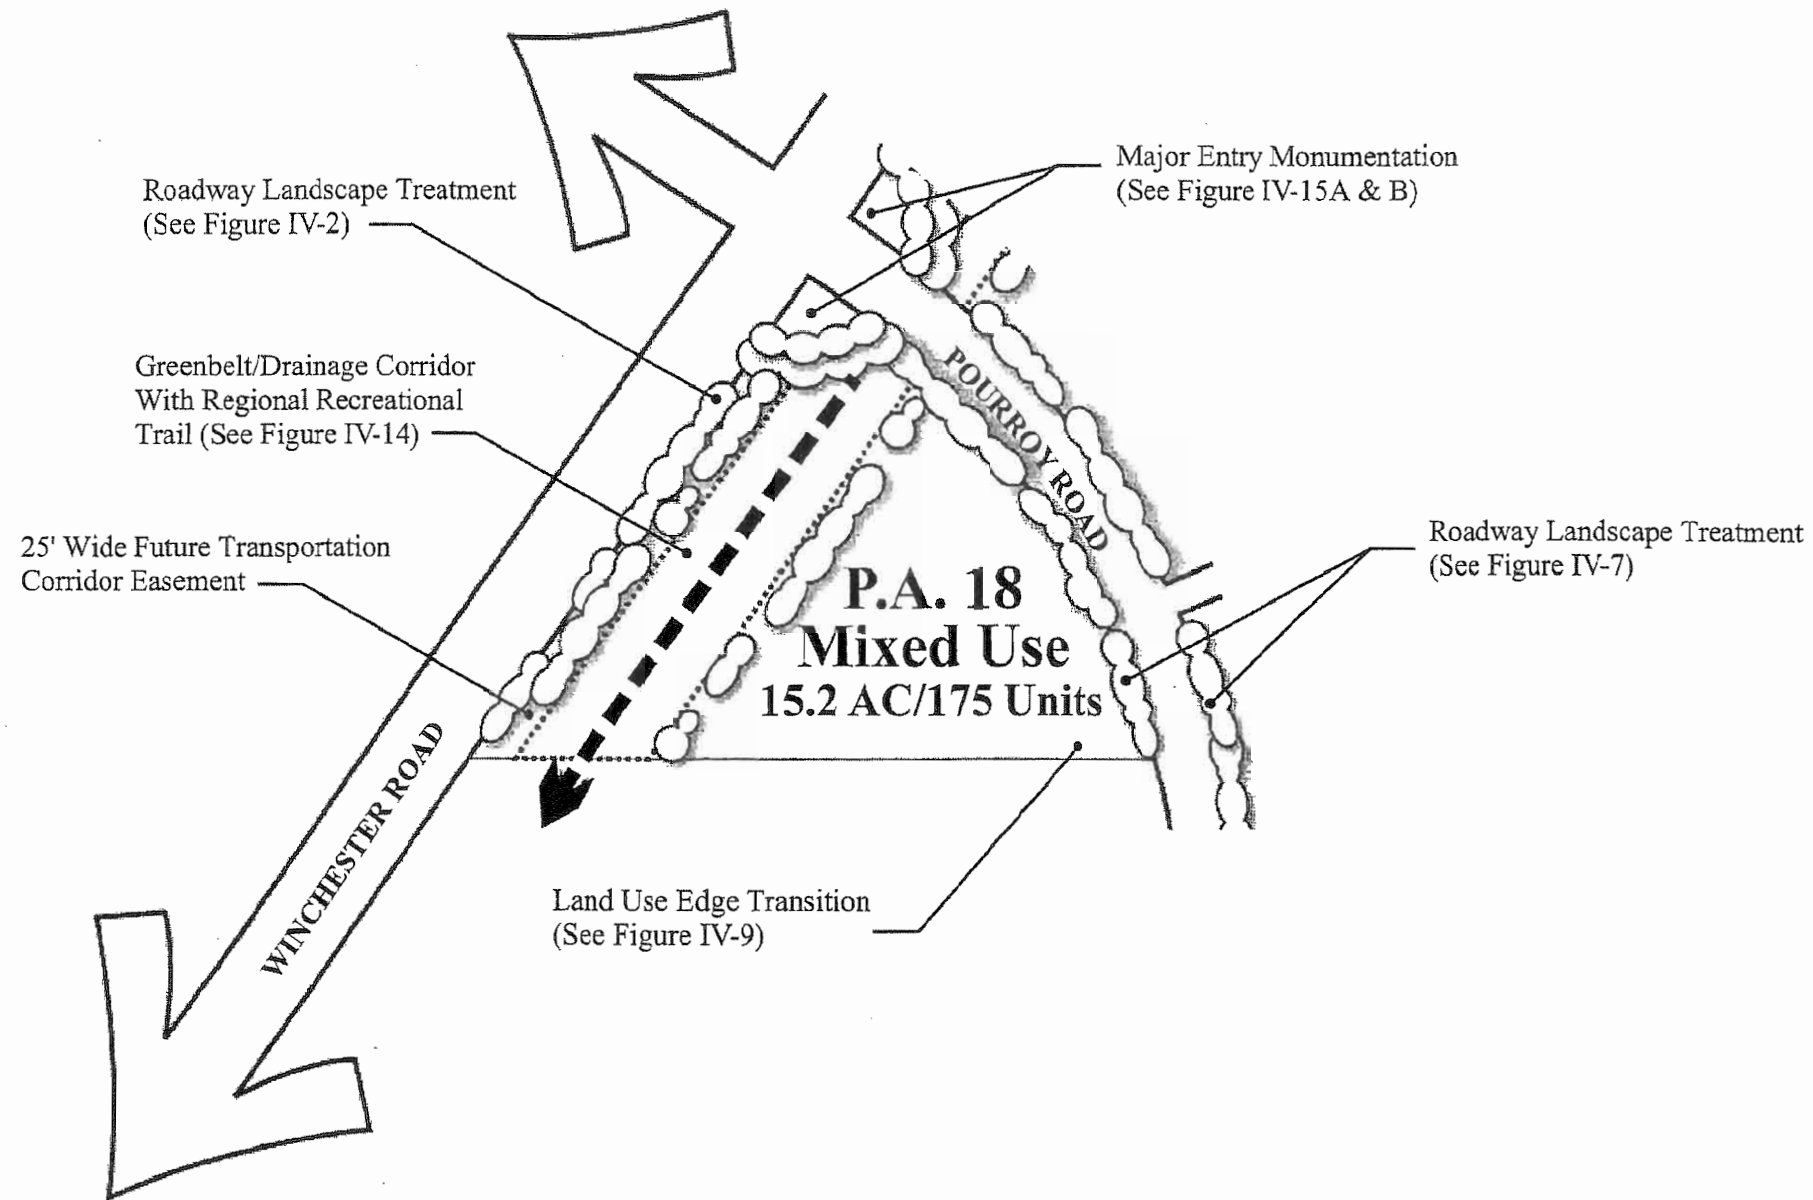 Major Entry Monumentation
(See Figure IV-15A & B)
Roadway Landscape Treatment
(See Figure IV-2)
Greenbelt/Drainage Corridor
With Regional Recreational
Trail (See Figure IV-14)
POURROY ROAD
25' Wide Future Transportation
Corridor Easement
Roadway Landscape Treatment
(See Figure IV-7)
P.A. 18
Mixed Use
15.2 AC/175 Units
WINCHESTER ROAD
Land Use Edge Transition
(See Figure IV-9)